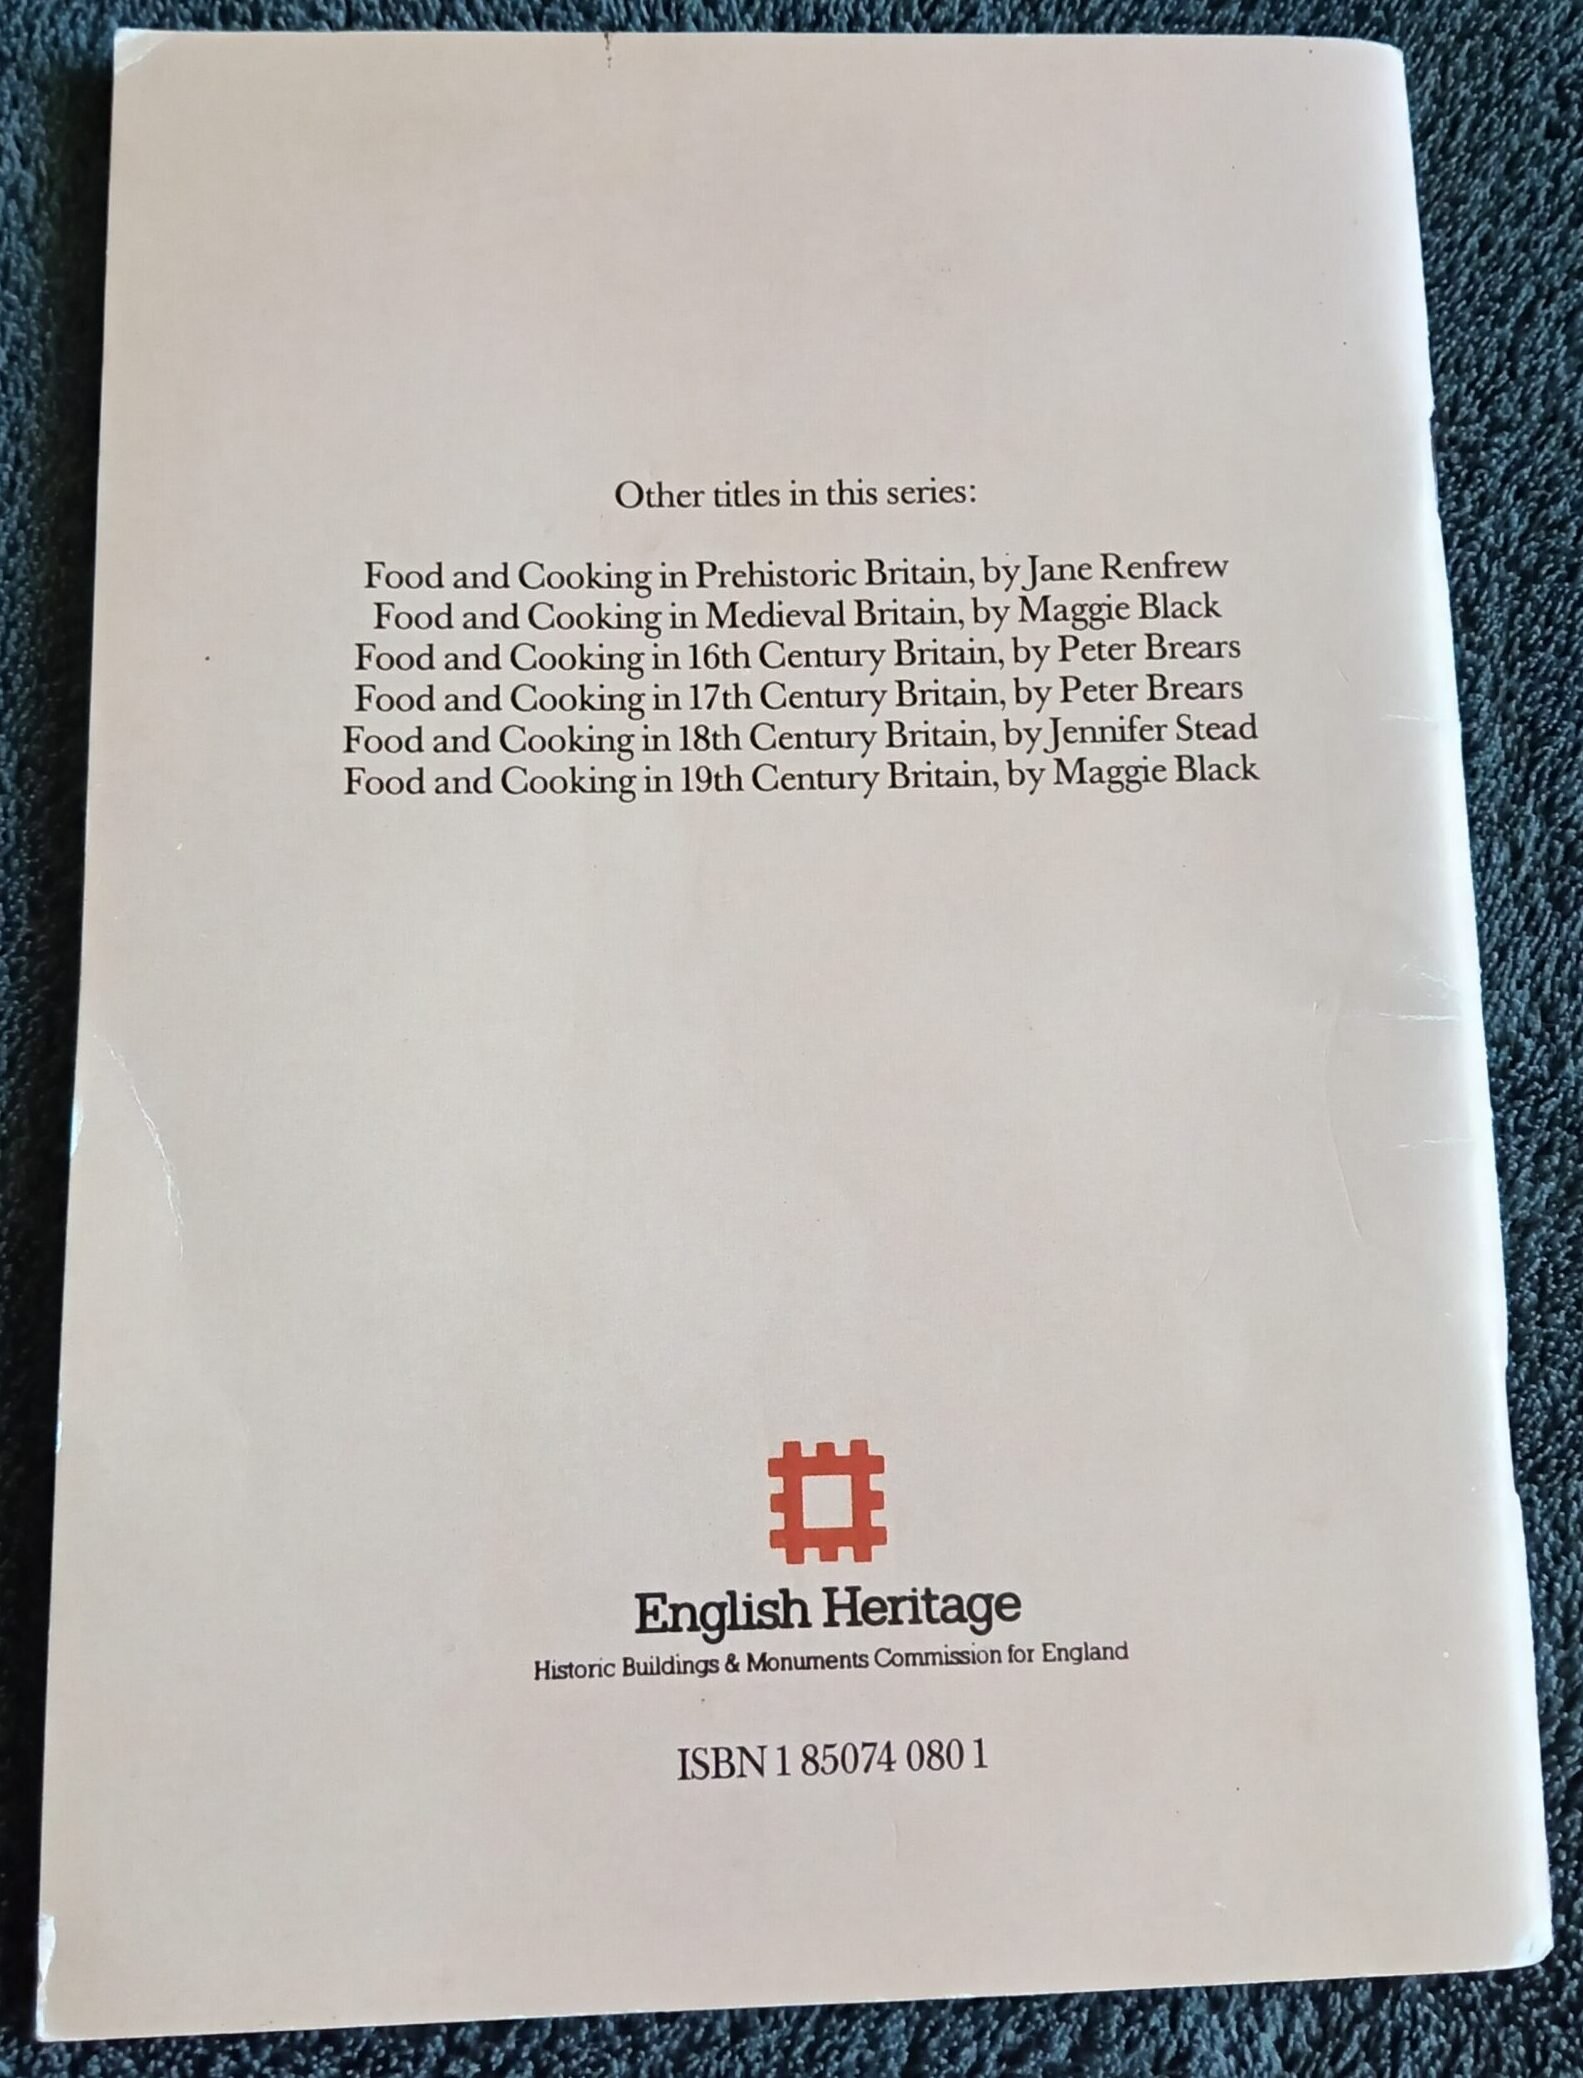 Other titles in this series:
Food and Cooking in Prehistoric Britain, by Jane Renfrew
Food and Cooking in Medieval Britain, by Maggie Black
Food and Cooking in 16th Century Britain, by Peter Brears
Food and Cooking in 17th Century Britain, by Peter Brears
Food and Cooking in 18th Century Britain, by Jennifer Stead
Food and Cooking in 19th Century Britain, by Maggie Black
English Heritage
Historic Buildings & Monuments Commission for England
ISBN 1 85074 080 1